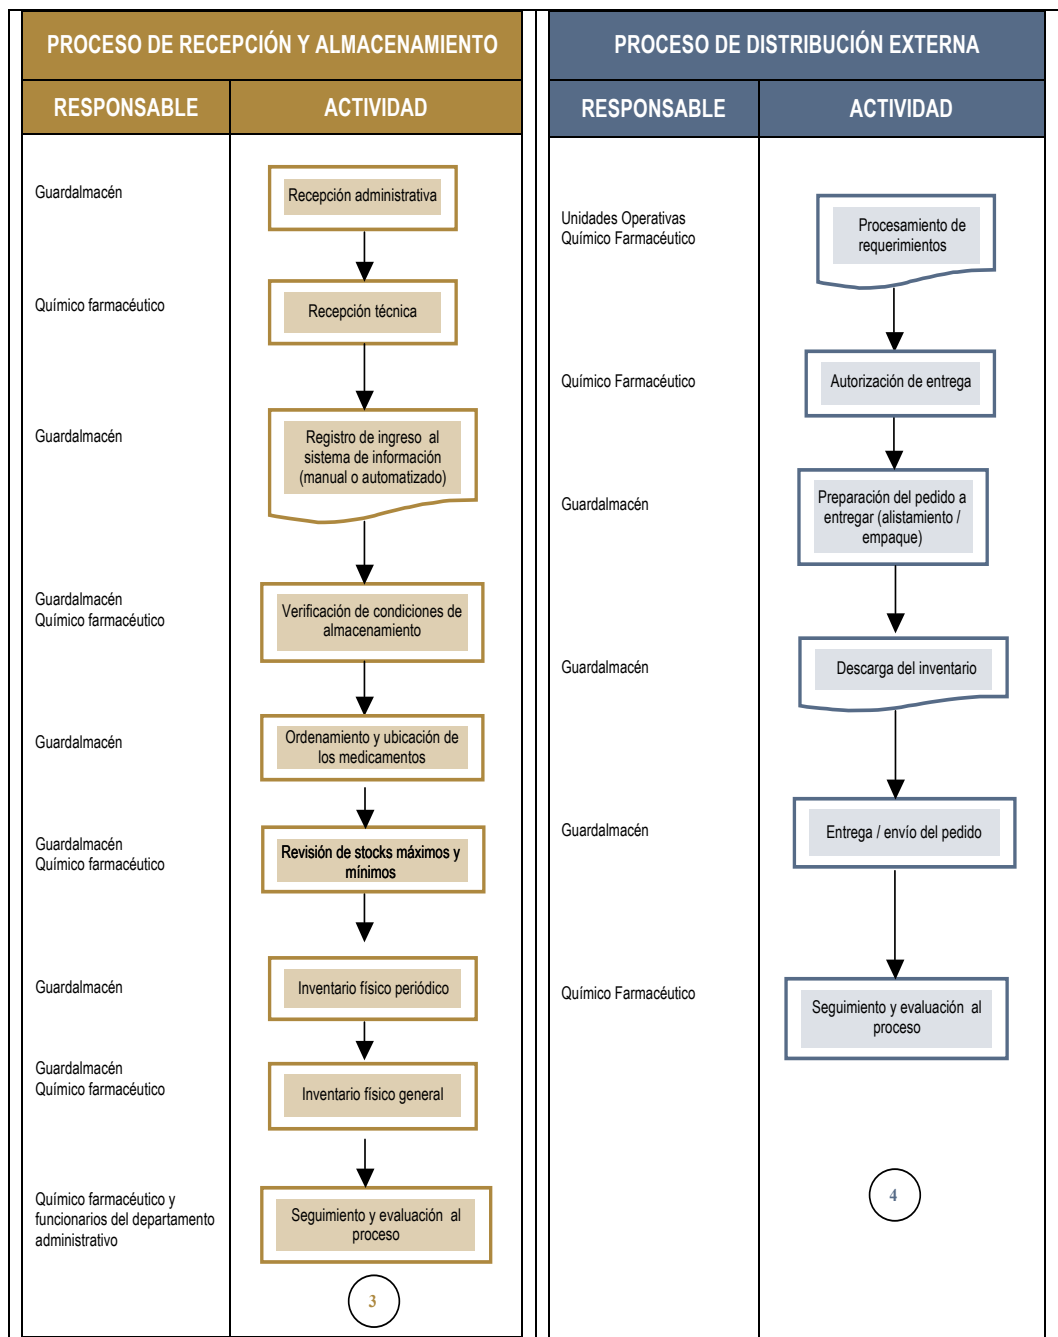 PROCESO DE RECEPCIÓN Y ALMACENAMIENTO
RESPONSABLE
ACTIVIDAD
Guardalmacén
Recepción administrativa
Químico farmacéutico
Recepción técnica
Guardalmacén
Registro de ingreso al
sistema de información
(manual o automatizado)
Guardalmacén
Químico farmacéutico
Verificación de condiciones de
almacenamiento
Guardalmacén
Ordenamiento y ubicación de
los medicamentos
Guardalmacén
Químico farmacéutico
Revisión de stocks máximos y
mínimos
Guardalmacén
Inventario físico periódico
Guardalmacén
Químico farmacéutico
Inventario físico general
Químico farmacéutico y
funcionarios del departamento
administrativo
Seguimiento y evaluación al
proceso
3
PROCESO DE DISTRIBUCIÓN EXTERNA
RESPONSABLE
ACTIVIDAD
Unidades Operativas
Químico Farmacéutico
Procesamiento de
requerimientos
Químico Farmacéutico
Autorización de entrega
Guardalmacén
Preparación del pedido a
entregar (alistamiento /
empaque)
Guardalmacén
Descarga del inventario
Guardalmacén
Entrega / envío del pedido
Químico Farmacéutico
Seguimiento y evaluación al
proceso
4